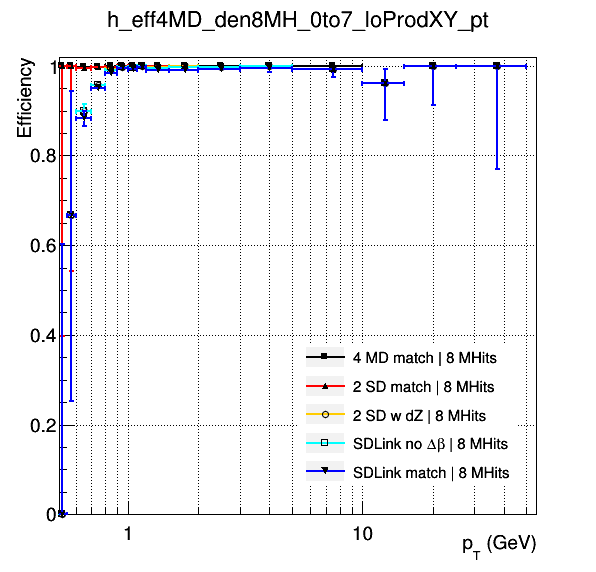 h_eff4MD_den8MH_0to7_loProdXY_pt
Efficiency
1
0.8
0.6
0.4
0.2
0
4 MD match | 8 MHits
2 SD match | 8 MHits
2 SD w dZ | 8 MHits
SDLink no Δβ | 8 MHits
SDLink match | 8 MHits
1
10
p_T (GeV)